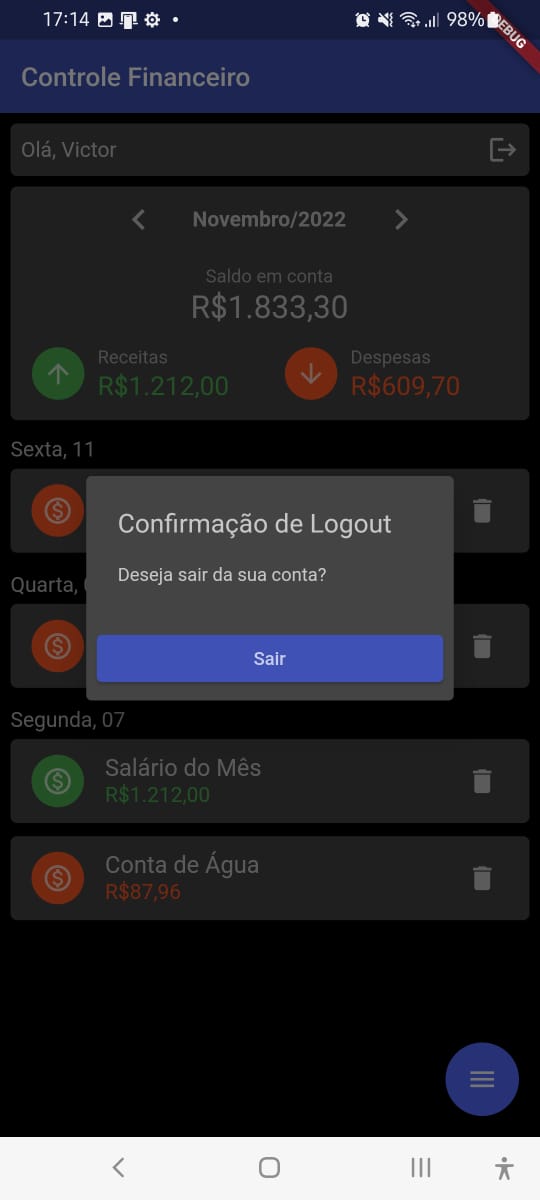 17:14
98%
DEBUG
Controle Financeiro
Olá, Victor
Novembro/2022
Saldo em conta
R$1.833,30
Receitas
R$1.212,00
Despesas
R$609,70
Sexta, 11
Confirmação de Logout
Deseja sair da sua conta?
Quarta,
Sair
Segunda, 07
Salário do Mês
R$1.212,00
Conta de Água
R$87,96